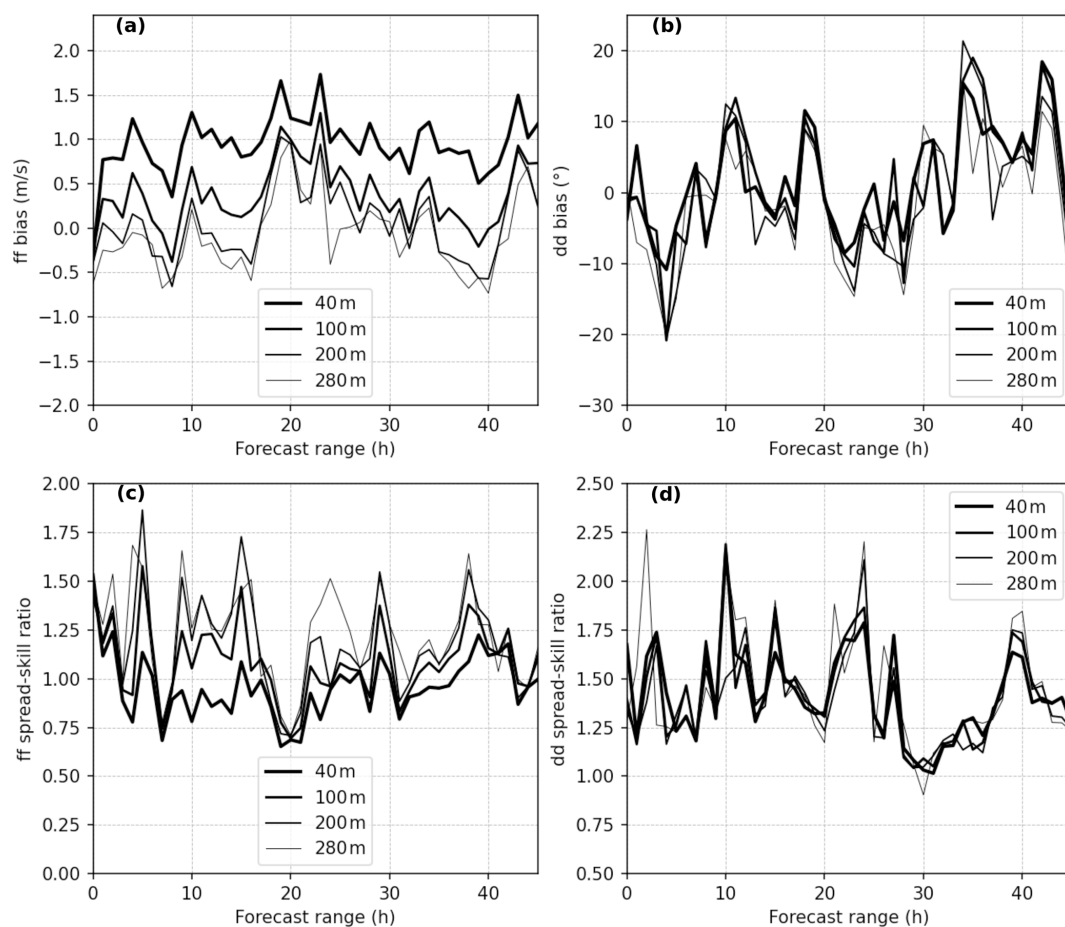 (a)
ff bias (m/s)
2.0
1.5
1.0
0.5
0.0
−0.5
−1.0
−1.5
−2.0
40 m
100 m
200 m
280 m
0 10 20 30 40
Forecast range (h)
(b)
dd bias (°)
20
10
0
−10
−20
−30
40 m
100 m
200 m
280 m
0 10 20 30 40
Forecast range (h)
(c)
ff spread-skill ratio
2.00
1.75
1.50
1.25
1.00
0.75
0.50
0.25
0.00
40 m
100 m
200 m
280 m
0 10 20 30 40
Forecast range (h)
(d)
dd spread-skill ratio
2.50
2.25
2.00
1.75
1.50
1.25
1.00
0.75
0.50
40 m
100 m
200 m
280 m
0 10 20 30 40
Forecast range (h)